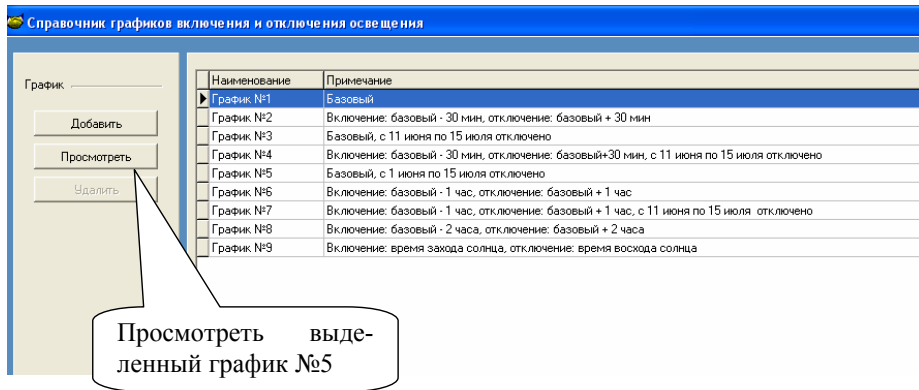 Справочник графиков включения и отключения освещения
График
Добавить
Просмотреть
Удалить
Наименование Примечание
График №1 Базовый
График №2 Включение: базовый - 30 мин, отключение: базовый + 30 мин
График №3 Базовый, с 11 июня по 15 июля отключено
График №4 Включение: базовый - 30 мин, отключение: базовый+30 мин, с 11 июня по 15 июля отключено
График №5 Базовый, с 1 июня по 15 июля отключено
График №6 Включение: базовый - 1 час, отключение: базовый + 1 час
График №7 Включение: базовый - 1 час, отключение: базовый + 1 час, с 11 июня по 15 июля отключено
График №8 Включение: базовый - 2 часа, отключение: базовый + 2 часа
График №9 Включение: время захода солнца, отключение: время восхода солнца
Просмотреть выде-
ленный график №5